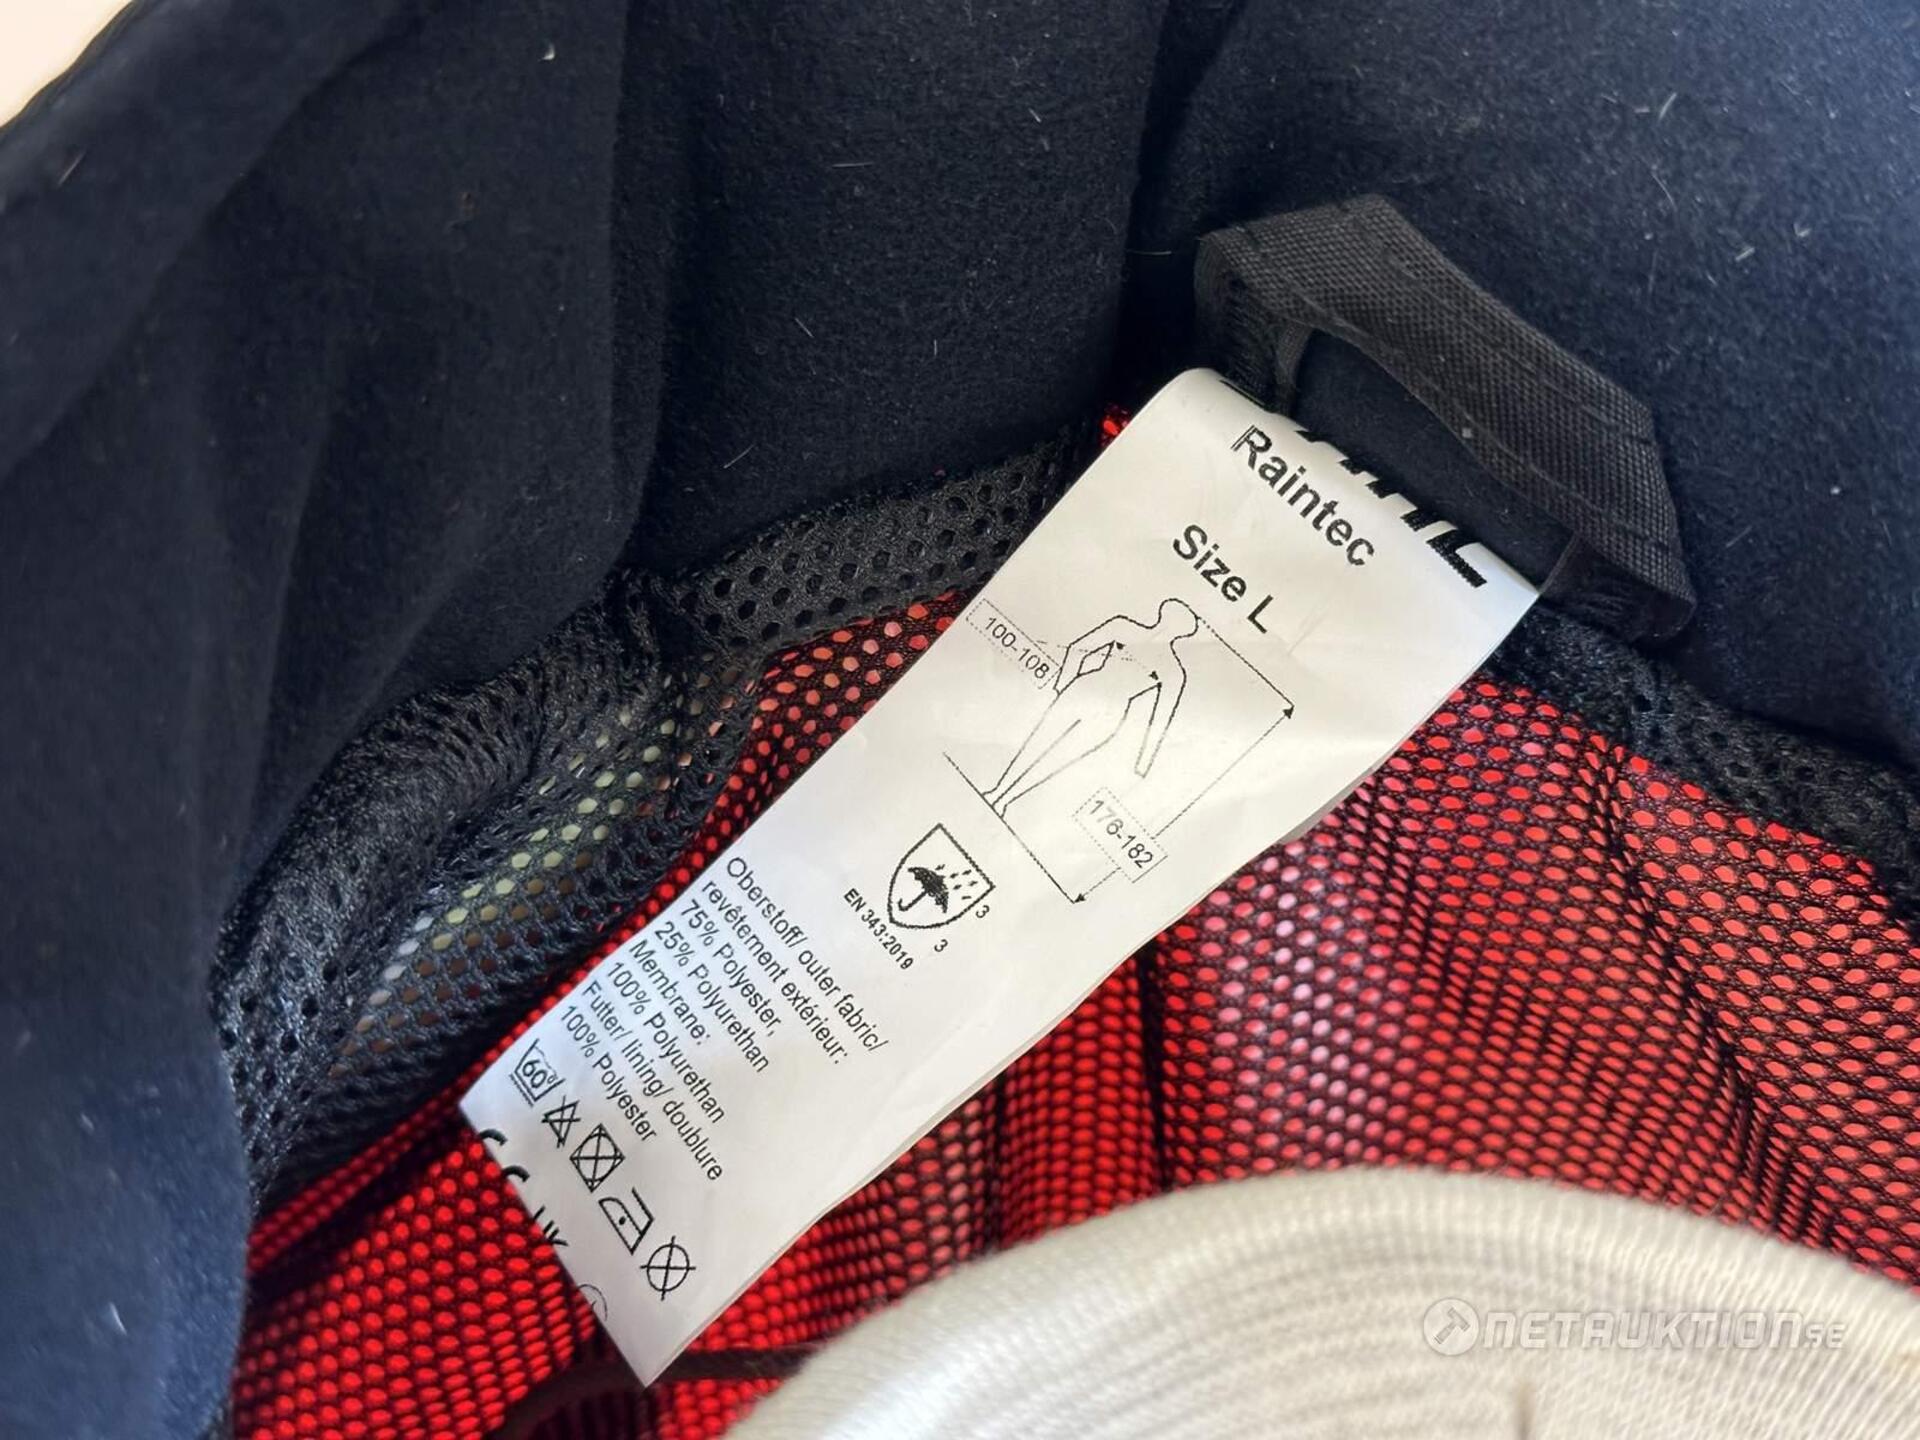 Raintec
Size L
100-108
176-182
3
3
EN 343:2019
Oberstoff/ outer fabric/
revêtement extérieur:
75% Polyester,
25% Polyurethan
Membrane:
100% Polyurethan
Futter/ lining/ doublure
100% Polyester
60°
NETAUKTION.SE